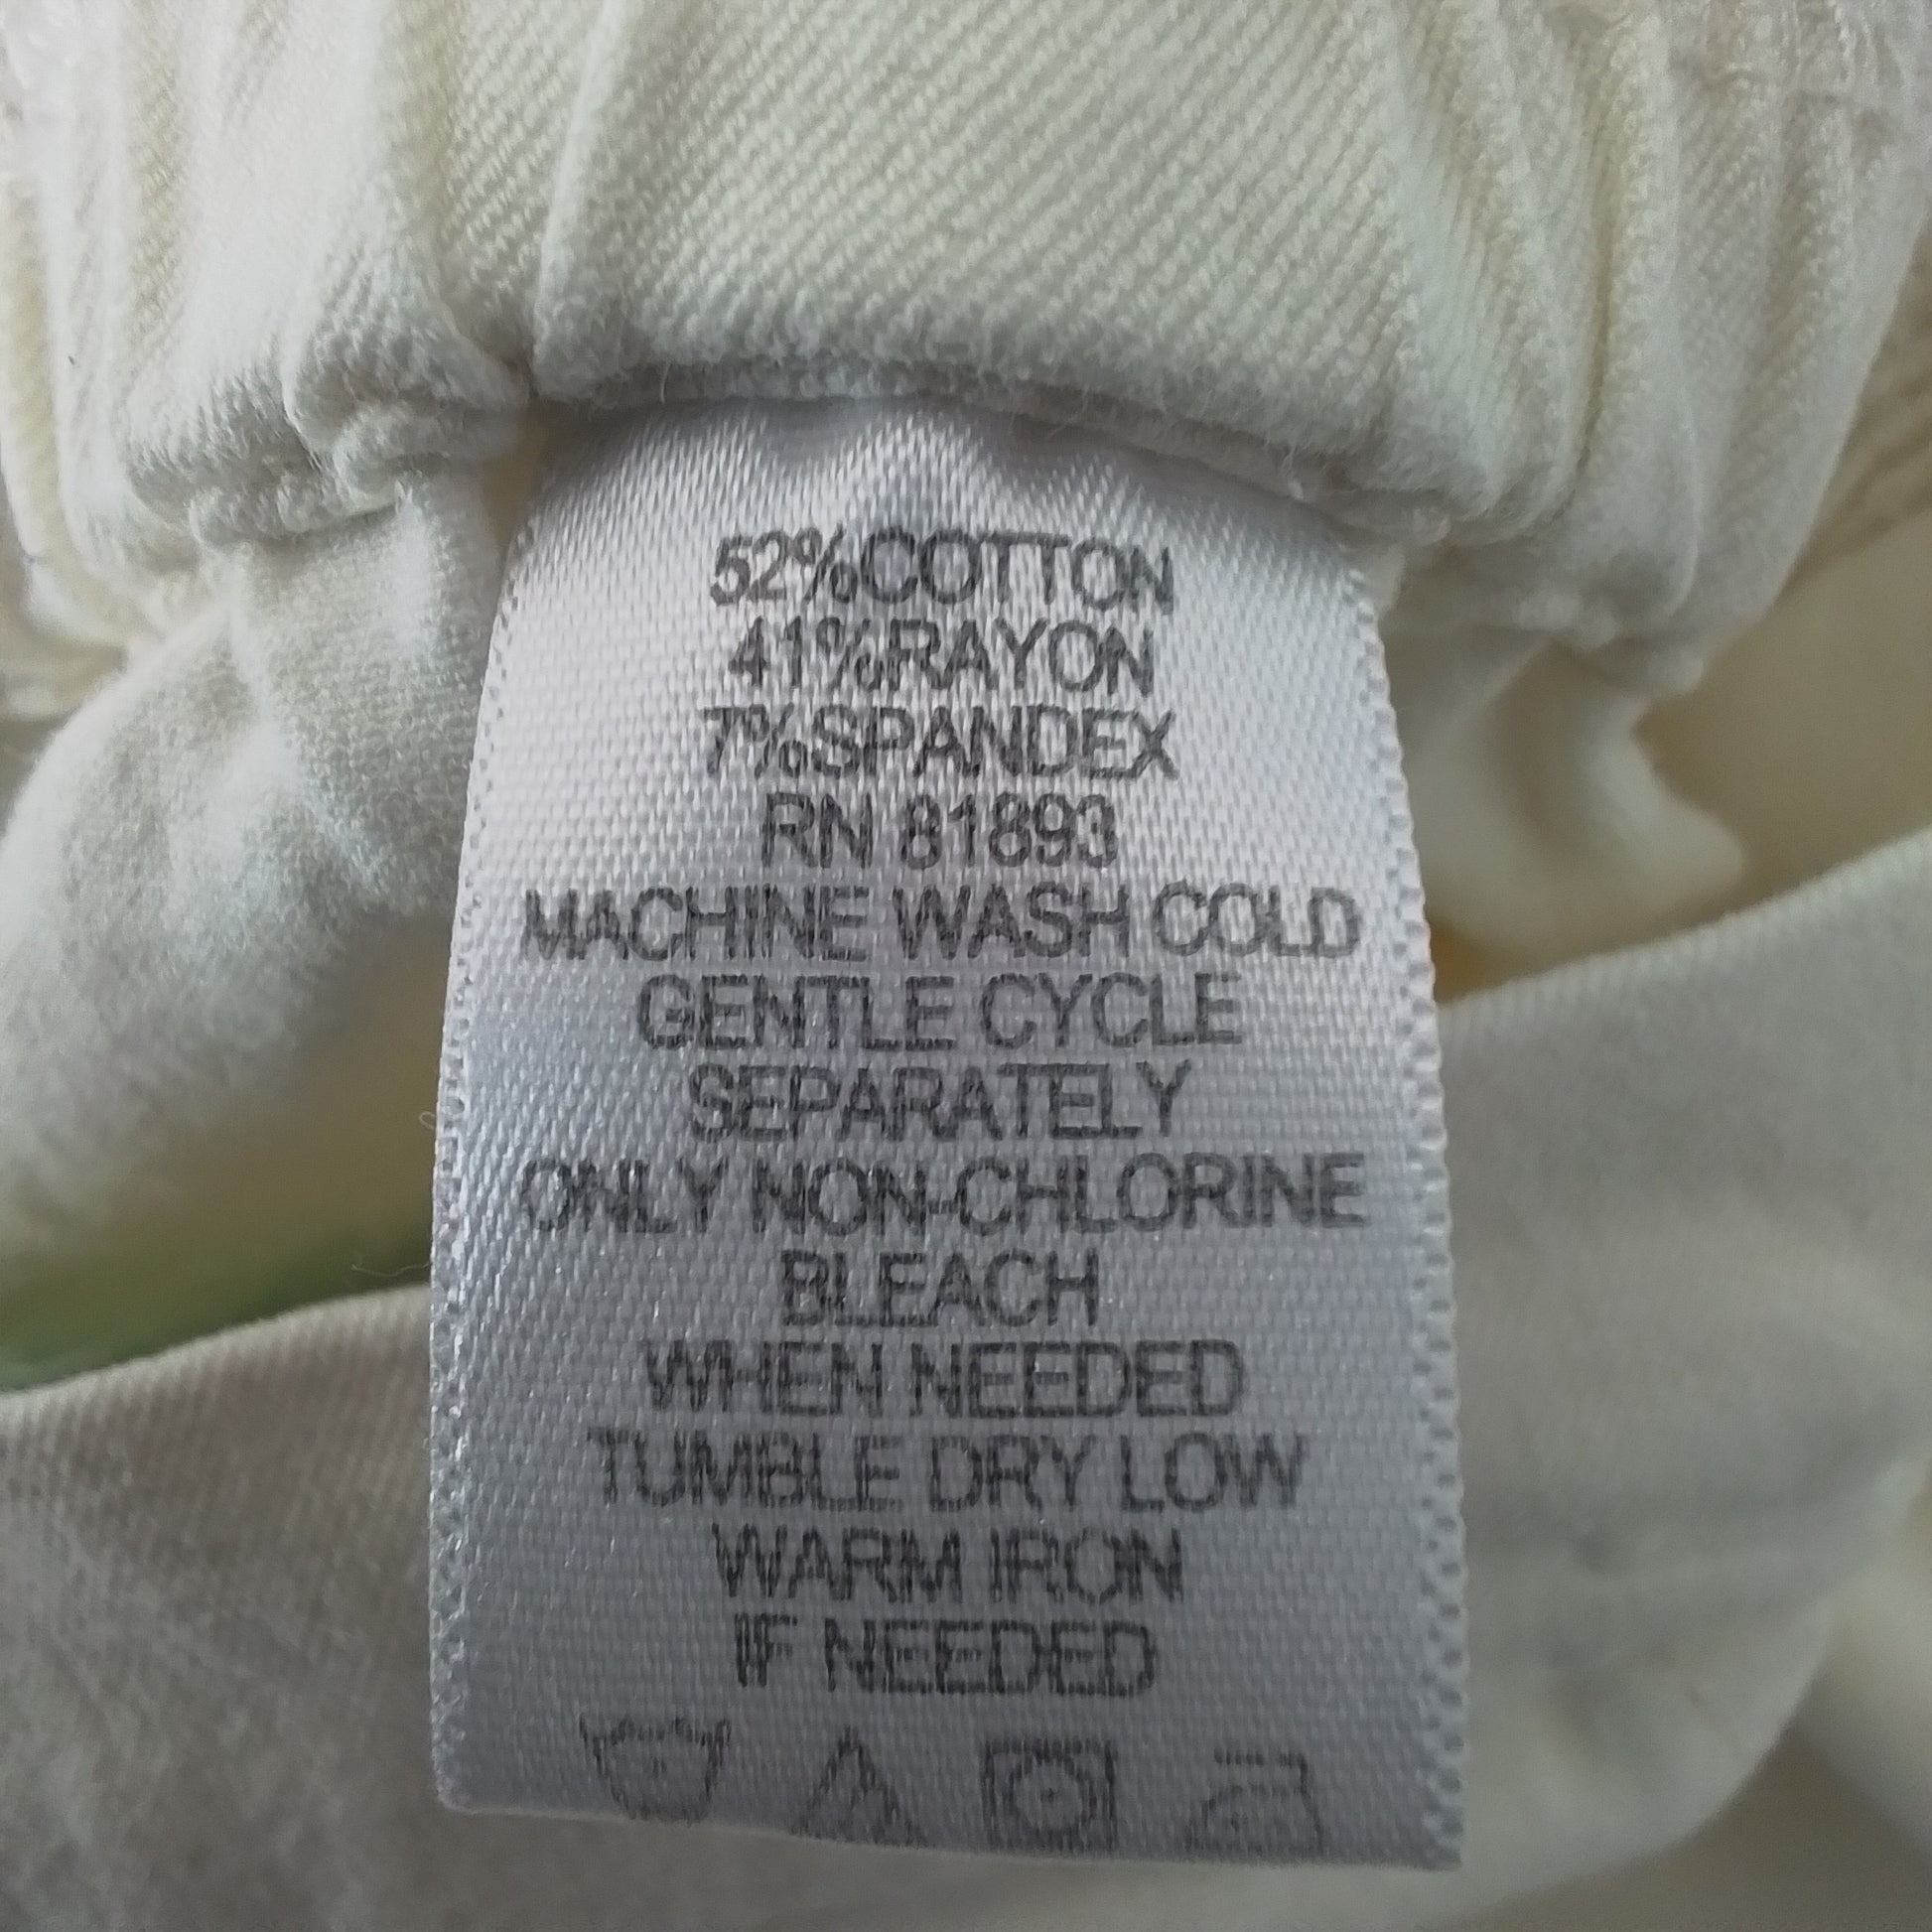 52%COTTON
41%RAYON
7%SPANDEX
RN 81893
MACHINE WASH COLD
GENTLE CYCLE
SEPARATELY
ONLY NON-CHLORINE
BLEACH
WHEN NEEDED
TUMBLE DRY LOW
WARM IRON
IF NEEDED